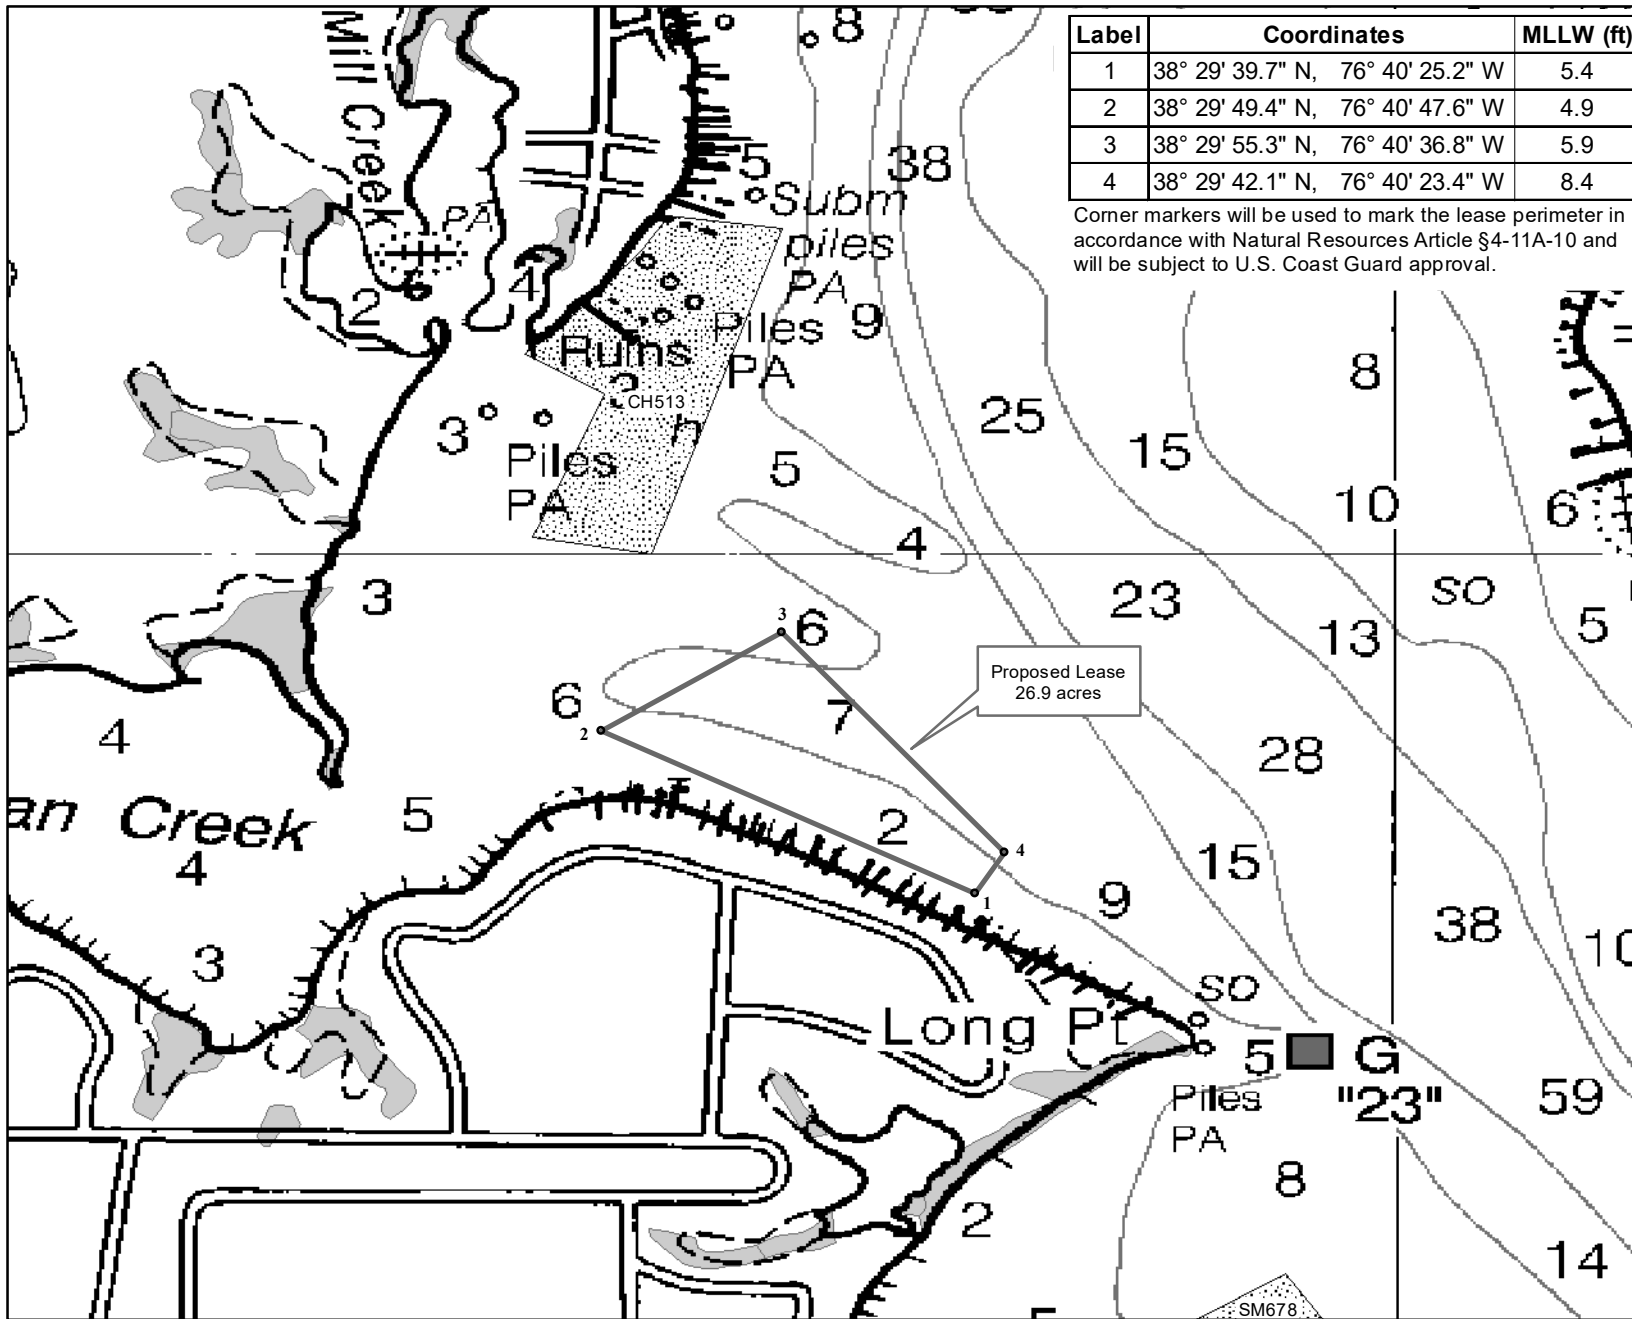 Label Coordinates MLLW (ft)
1 38° 29' 39.7" N, 76° 40' 25.2" W 5.4
2 38° 29' 49.4" N, 76° 40' 47.6" W 4.9
3 38° 29' 55.3" N, 76° 40' 36.8" W 5.9
4 38° 29' 42.1" N, 76° 40' 23.4" W 8.4
Corner markers will be used to mark the lease perimeter in
accordance with Natural Resources Article §4-11A-10 and
will be subject to U.S. Coast Guard approval.
Mill Creek
8
5
38
PA
Subm
piles
PA
2
4
9
Piles
PA
Ruins
2
CH513
h
8
25
3
15
Piles
PA
5
10
6
4
3
23
so
5
13
3
6
Proposed Lease
26.9 acres
6
7
2
4
28
an Creek
5
2
4
4
15
1
9
38
3
10
so
Long Pt
5
G
"23"
59
Piles
PA
8
2
14
SM678